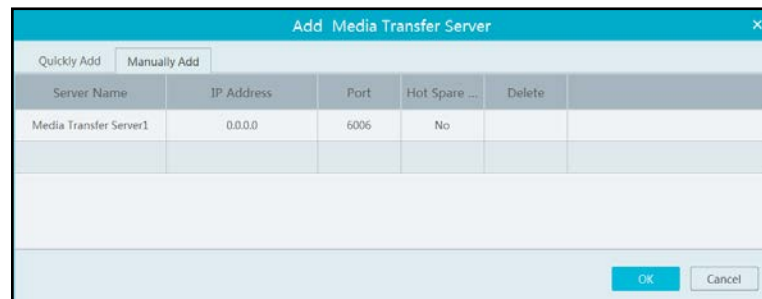 Add Media Transfer Server
Quickly Add Manually Add
Server Name IP Address Port Hot Spare ... Delete
Media Transfer Server1 0.0.0.0 6006 No
OK Cancel